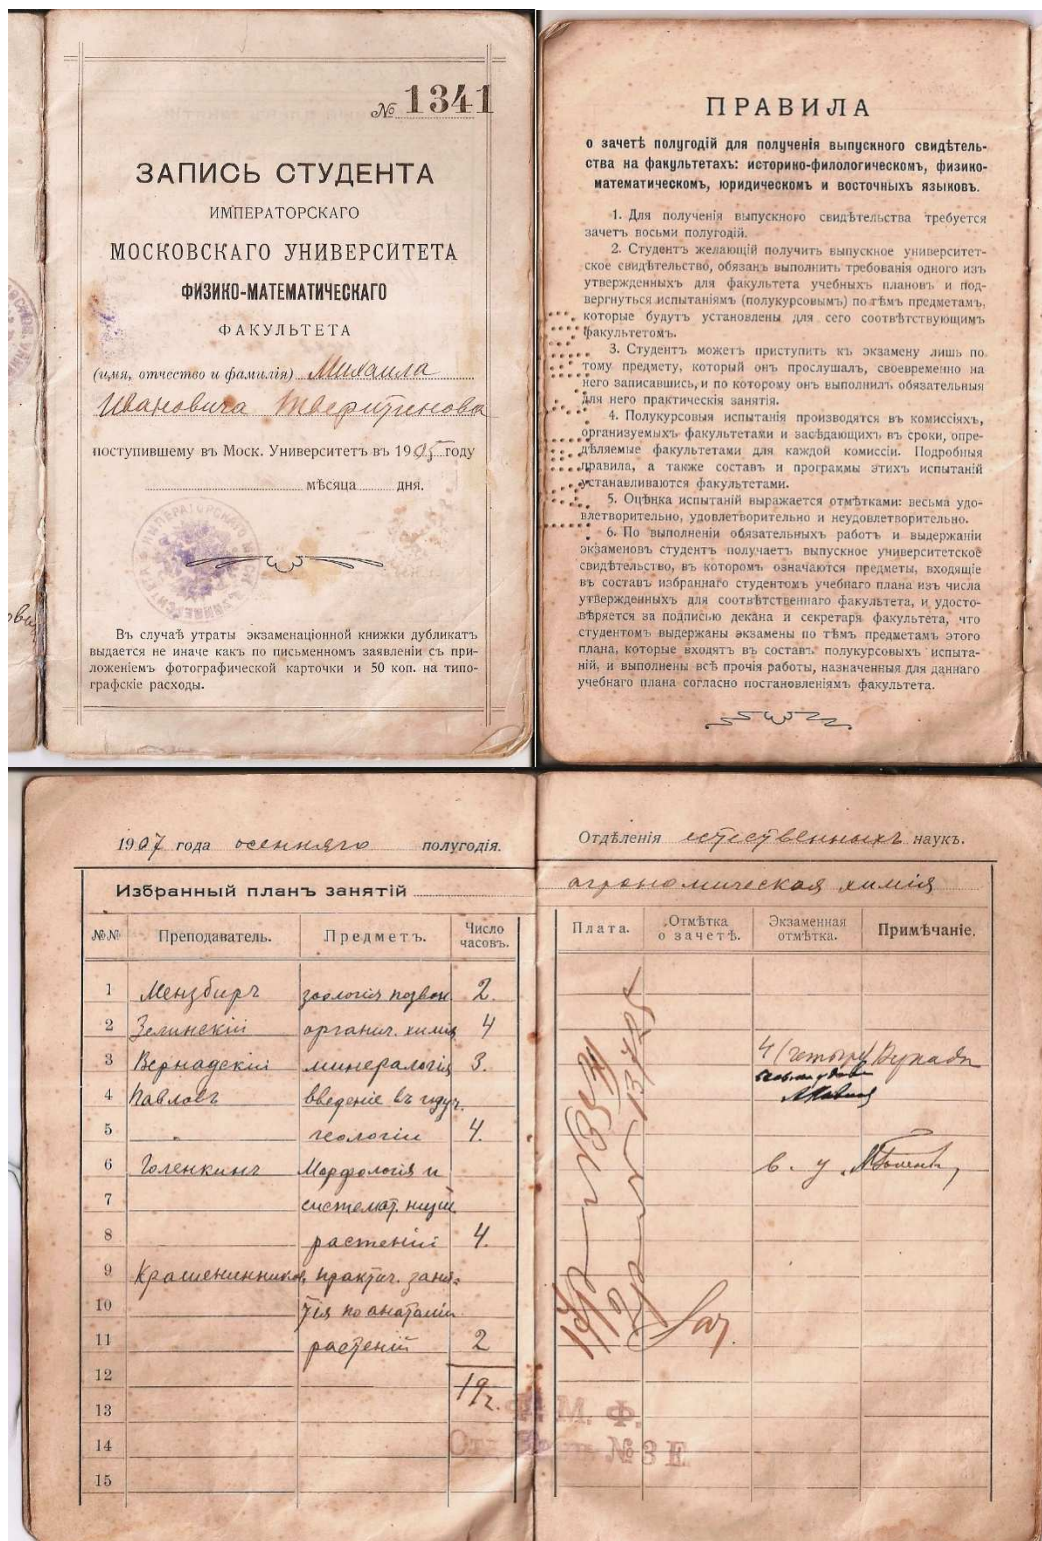 № 1341
ЗАПИСЬ СТУДЕНТА
ИМПЕРАТОРСКАГО
МОСКОВСКАГО УНИВЕРСИТЕТА
ФИЗИКО-МАТЕМАТИЧЕСКАГО
ФАКУЛЬТЕТА
(имя, отчество и фамилія) Михаила
Ивановича Твефитинова
поступившему въ Моск. Университетъ въ 1905 году
мѣсяца дня.
Въ случаѣ утраты экзаменаціонной книжки дубликатъ
выдается не иначе какъ по письменномъ заявленіи съ при-
ложеніемъ фотографической карточки и 50 коп. на типо-
графскіе расходы.
ПРАВИЛА
о зачетѣ полугодій для полученія выпускного свидѣтель-
ства на факультетахъ: историко-филологическомъ, физико-
математическомъ, юридическомъ и восточныхъ языковъ.
1. Для полученія выпускного свидѣтельства требуется
зачетъ восьми полугодій.
2. Студентъ желающій получить выпускное университет-
ское свидѣтельство, обязанъ выполнить требованія одного изъ
утвержденныхъ для факультета учебныхъ плановъ и под-
вергнуться испытаніямъ (полукурсовымъ) по тѣмъ предметамъ,
которые будутъ установлены для сего соотвѣтствующимъ
факультетомъ.
3. Студентъ можетъ приступить къ экзамену лишь по
тому предмету, который онъ прослушалъ, своевременно на
него записавшись, и по которому онъ выполнилъ обязательныя
для него практическія занятія.
4. Полукурсовыя испытанія производятся въ комиссіяхъ,
организуемыхъ факультетами и засѣдающихъ въ сроки, опре-
дѣляемые факультетами для каждой комиссіи. Подробныя
правила, а также составъ и программы этихъ испытаній
устанавливаются факультетами.
5. Оцѣнка испытаній выражается отмѣтками: весьма удо-
влетворительно, удовлетворительно и неудовлетворительно.
6. По выполненіи обязательныхъ работъ и выдержаніи
экзаменовъ студентъ получаетъ выпускное университетское
свидѣтельство, въ которомъ означаются предметы, входящіе
въ составъ избраннаго студентомъ учебнаго плана изъ числа
утвержденныхъ для соотвѣтственнаго факультета, и удосто-
вѣряется за подписью декана и секретаря факультета, что
студентомъ выдержаны экзамены по тѣмъ предметамъ этого
плана, которые входятъ въ составъ полукурсовыхъ испыта-
ній, и выполнены всѣ прочія работы, назначенныя для даннаго
учебнаго плана согласно постановленіямъ факультета.
1907 года осенняго полугодія. Отдѣленія естественныхъ наукъ.
Избранный планъ занятій агрономическая химія
№№ Преподаватель. Предметъ. Число часовъ. Плата. Отмѣтка о зачетѣ. Экзаменная отмѣтка. Примѣчаніе.
1 Мензбиръ зоологія позвон 2.
2 Зелинскій органич. химія 4
3 Вернадскій минералогія 3. 4 (четыре)
4 Павловъ введеніе въ
5 геологіи 4.
6 Голенкинъ Морфологія и в. у.
7 системат. низш
8 растеній 4.
9 Крашенинниковъ практич. заня-
10 тія по анатоміи
11 растеній 2
12 19 ч.
13
14
15
Ф. М. Ф.
№ 3 Е